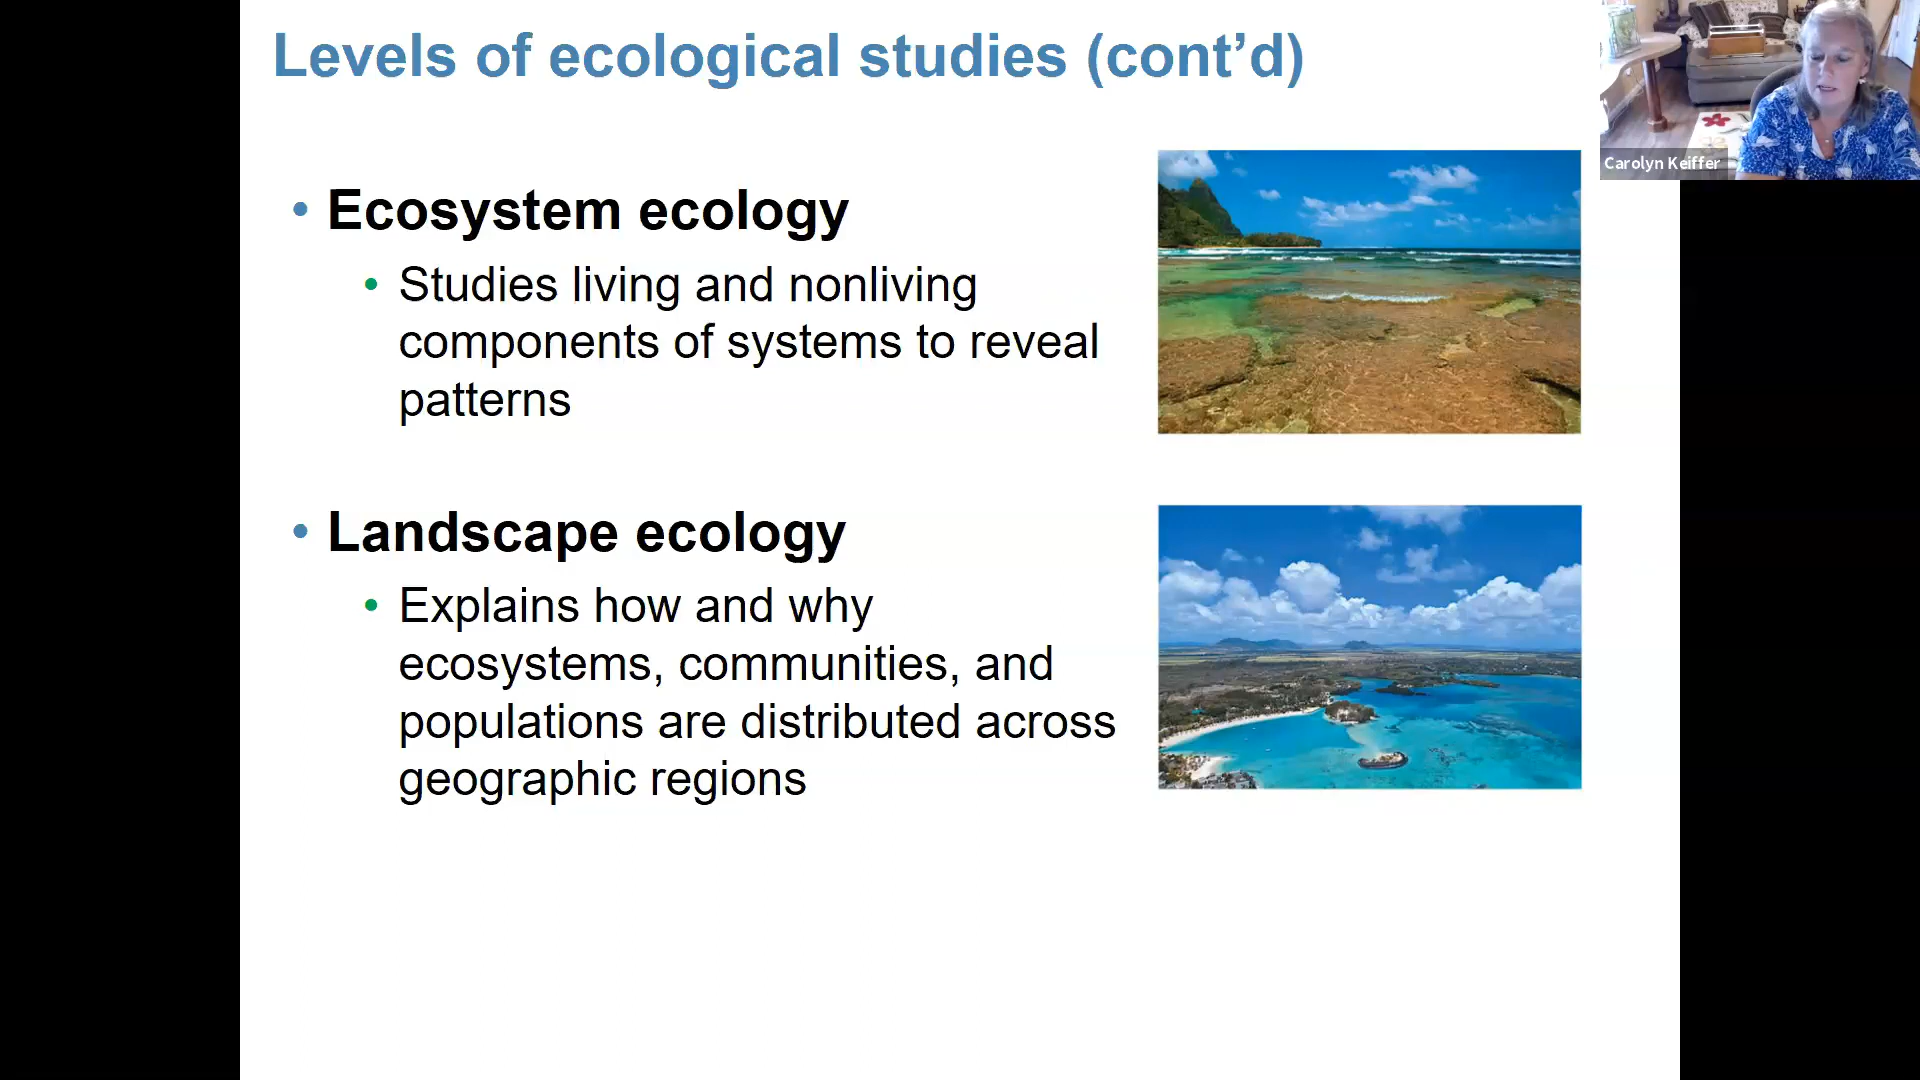 Levels of ecological studies (cont’d)
Carolyn Keiffer
• Ecosystem ecology
• Studies living and nonliving
components of systems to reveal
patterns
• Landscape ecology
• Explains how and why
ecosystems, communities, and
populations are distributed across
geographic regions